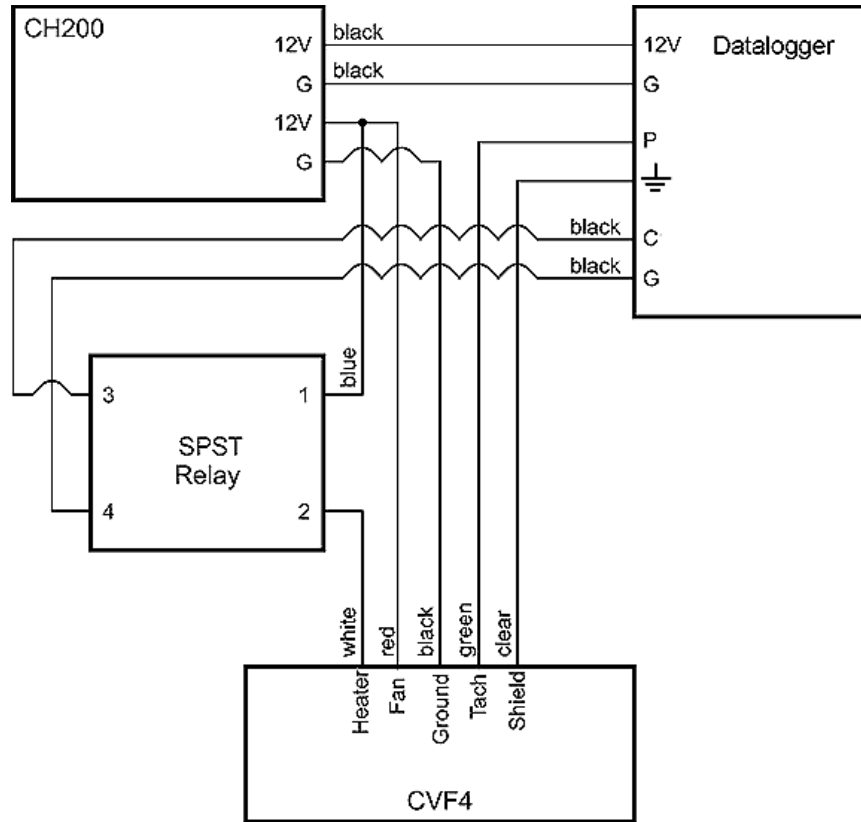 CH200
12V
G
12V
G
black
black
12V
G
P
C
G
Datalogger
black
black
3
4
1
2
SPST
Relay
blue
white
red
black
green
clear
Heater
Fan
Ground
Tach
Shield
CVF4